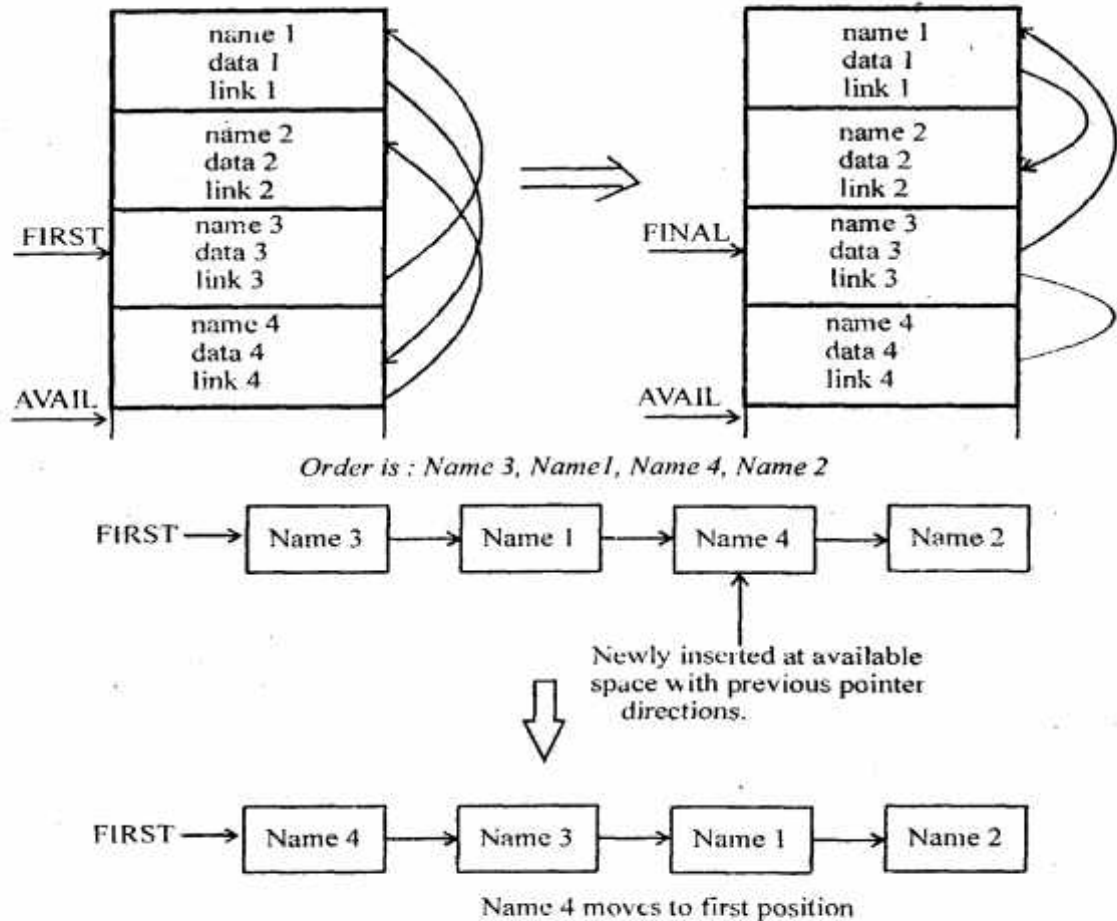 name 1
data 1
link 1
name 2
data 2
link 2
FIRST
name 3
data 3
link 3
name 4
data 4
link 4
AVAIL
name 1
data 1
link 1
name 2
data 2
link 2
FINAL
name 3
data 3
link 3
name 4
data 4
link 4
AVAIL
Order is : Name 3, Name1, Name 4, Name 2
FIRST Name 3 Name 1 Name 4 Name 2
Newly inserted at available
space with previous pointer
directions.
FIRST Name 4 Name 3 Name 1 Name 2
Name 4 moves to first position